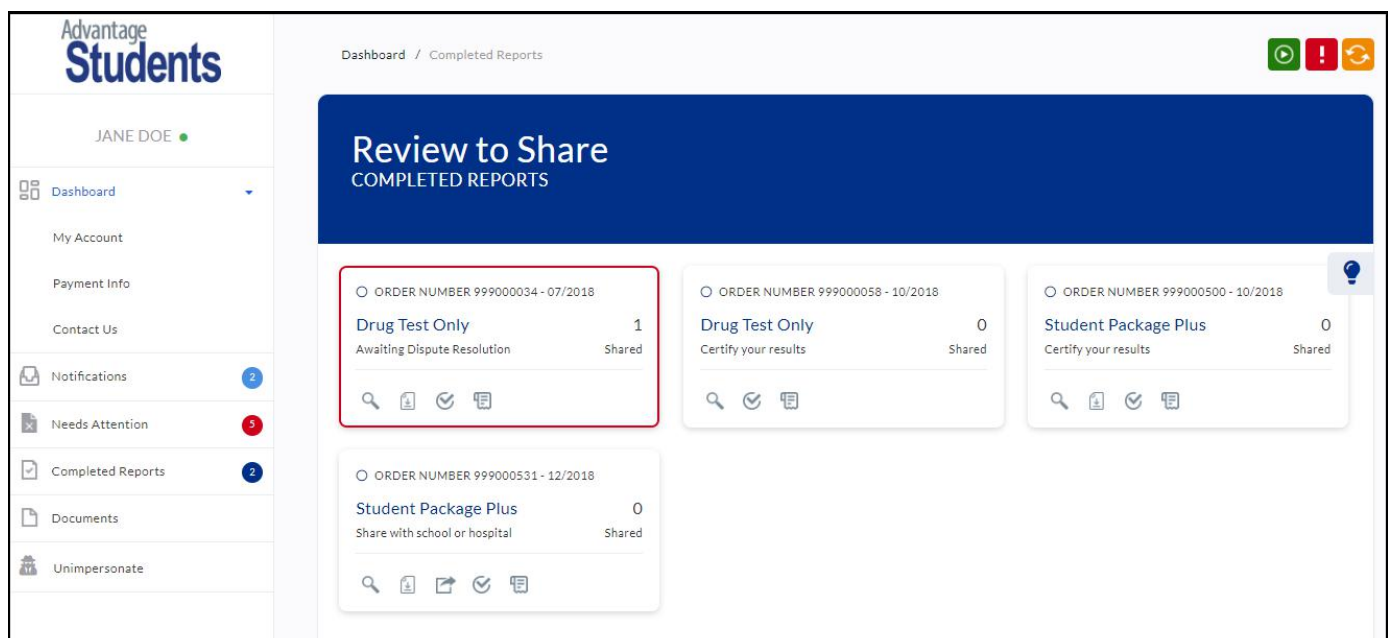 Advantage
Students
JANE DOE
Dashboard
My Account
Payment Info
Contact Us
Notifications 2
Needs Attention 5
Completed Reports 2
Documents
Unimpersonate
Dashboard / Completed Reports
!
Review to Share
COMPLETED REPORTS
ORDER NUMBER 999000034 - 07/2018
Drug Test Only 1
Awaiting Dispute Resolution Shared
ORDER NUMBER 999000058 - 10/2018
Drug Test Only 0
Certify your results Shared
ORDER NUMBER 999000500 - 10/2018
Student Package Plus 0
Certify your results Shared
ORDER NUMBER 999000531 - 12/2018
Student Package Plus 0
Share with school or hospital Shared